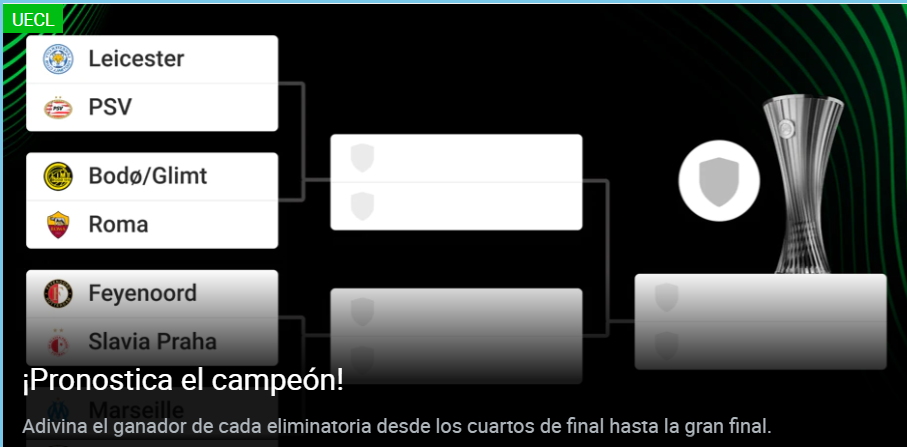 UECL
Leicester
PSV
Bodø/Glimt
Roma
Feyenoord
Slavia Praha
Marseille
¡Pronostica el campeón!
Adivina el ganador de cada eliminatoria desde los cuartos de final hasta la gran final.